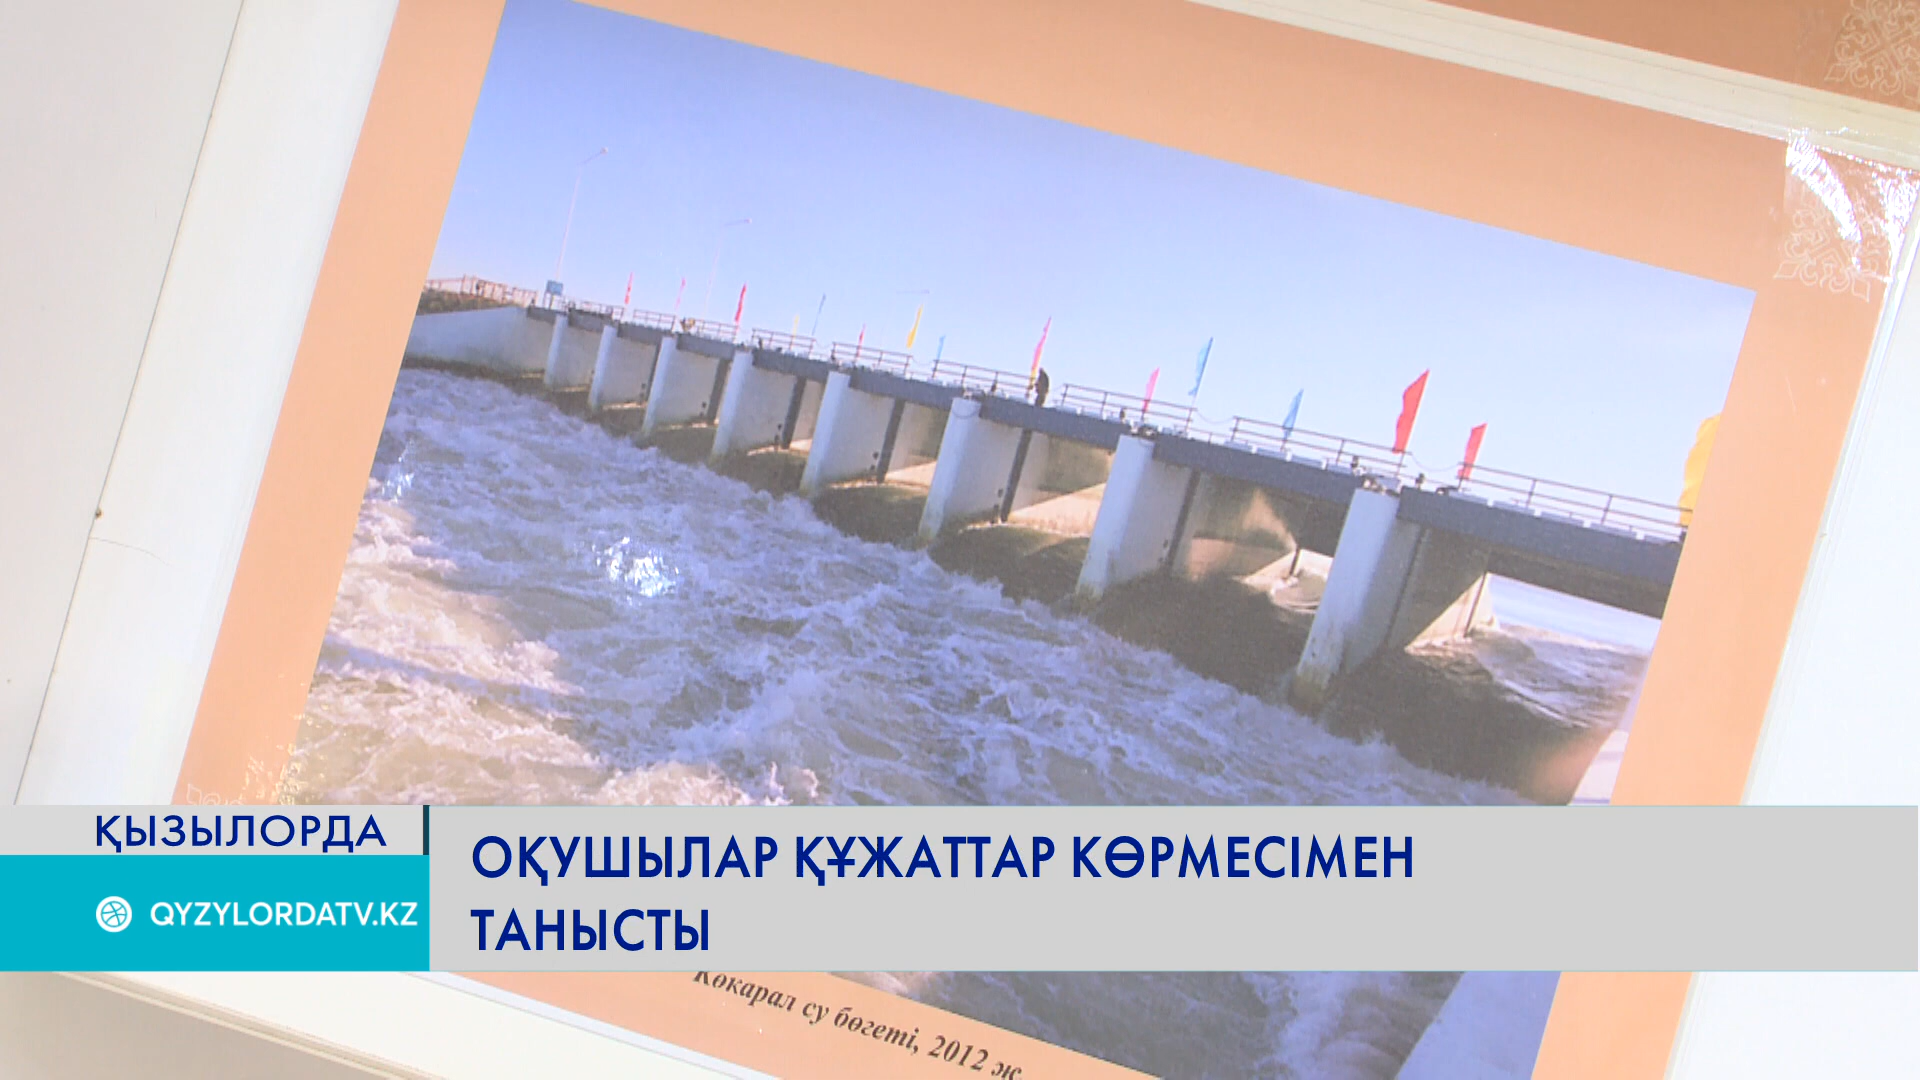 ҚЫЗЫЛОРДА
QYZYLORDATV.KZ
ОҚУШЫЛАР ҚҰЖАТТАР КӨРМЕСІМЕН
ТАНЫСТЫ
Көкарал су бөгеті, 2012 ж